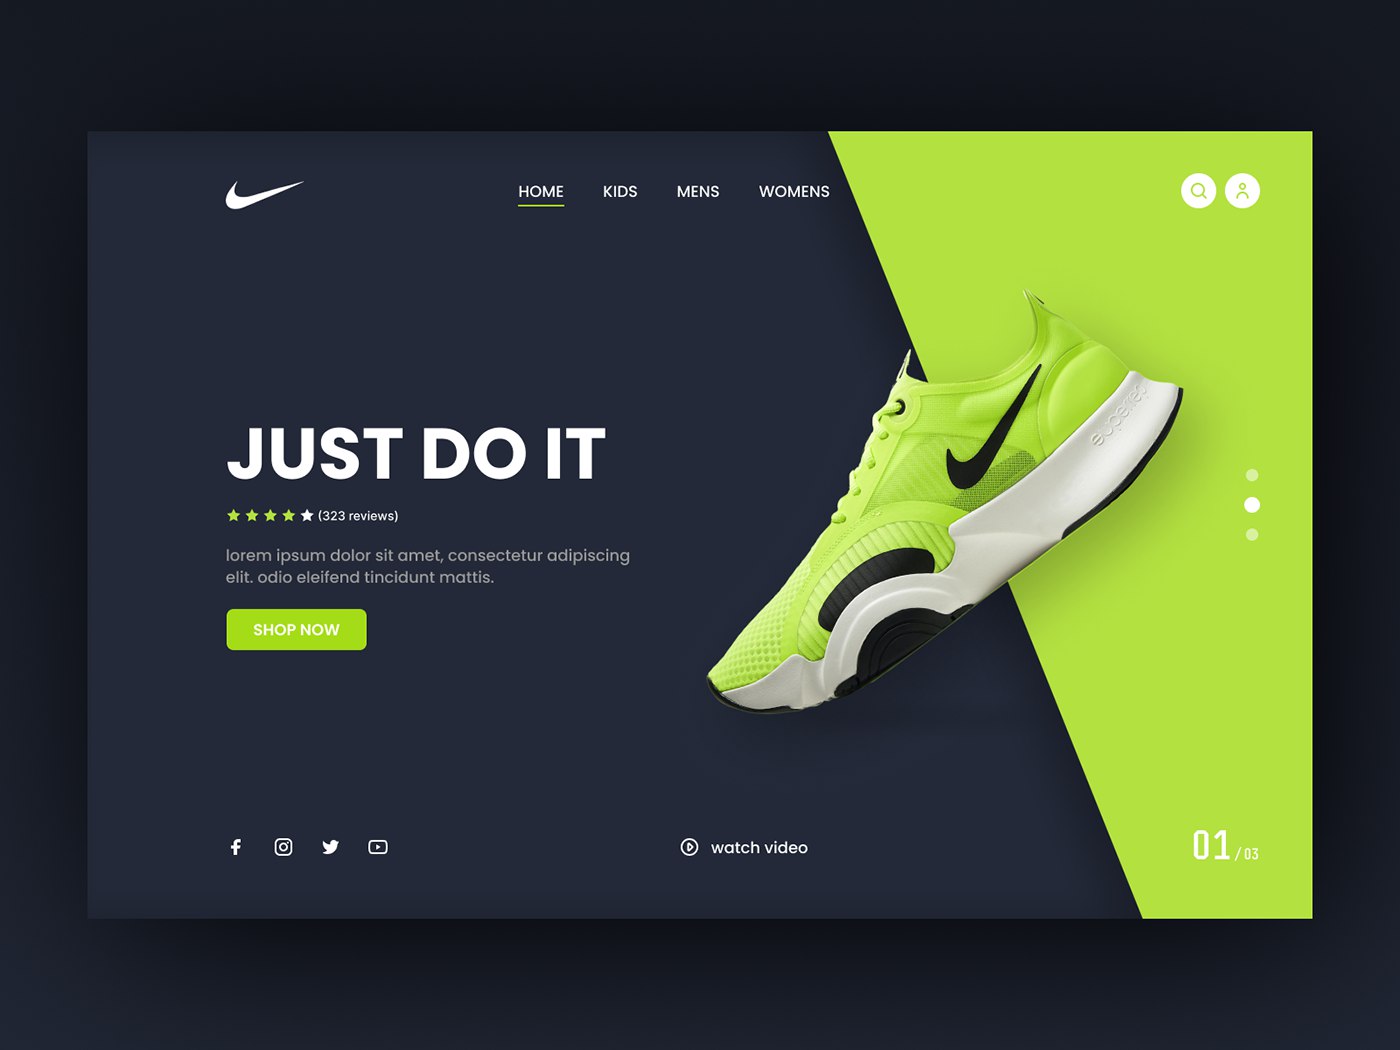 HOME KIDS MENS WOMENS
JUST DO IT
(323 reviews)
lorem ipsum dolor sit amet, consectetur adipiscing
elit. odio eleifend tincidunt mattis.
SHOP NOW
superrep
watch video
01/03